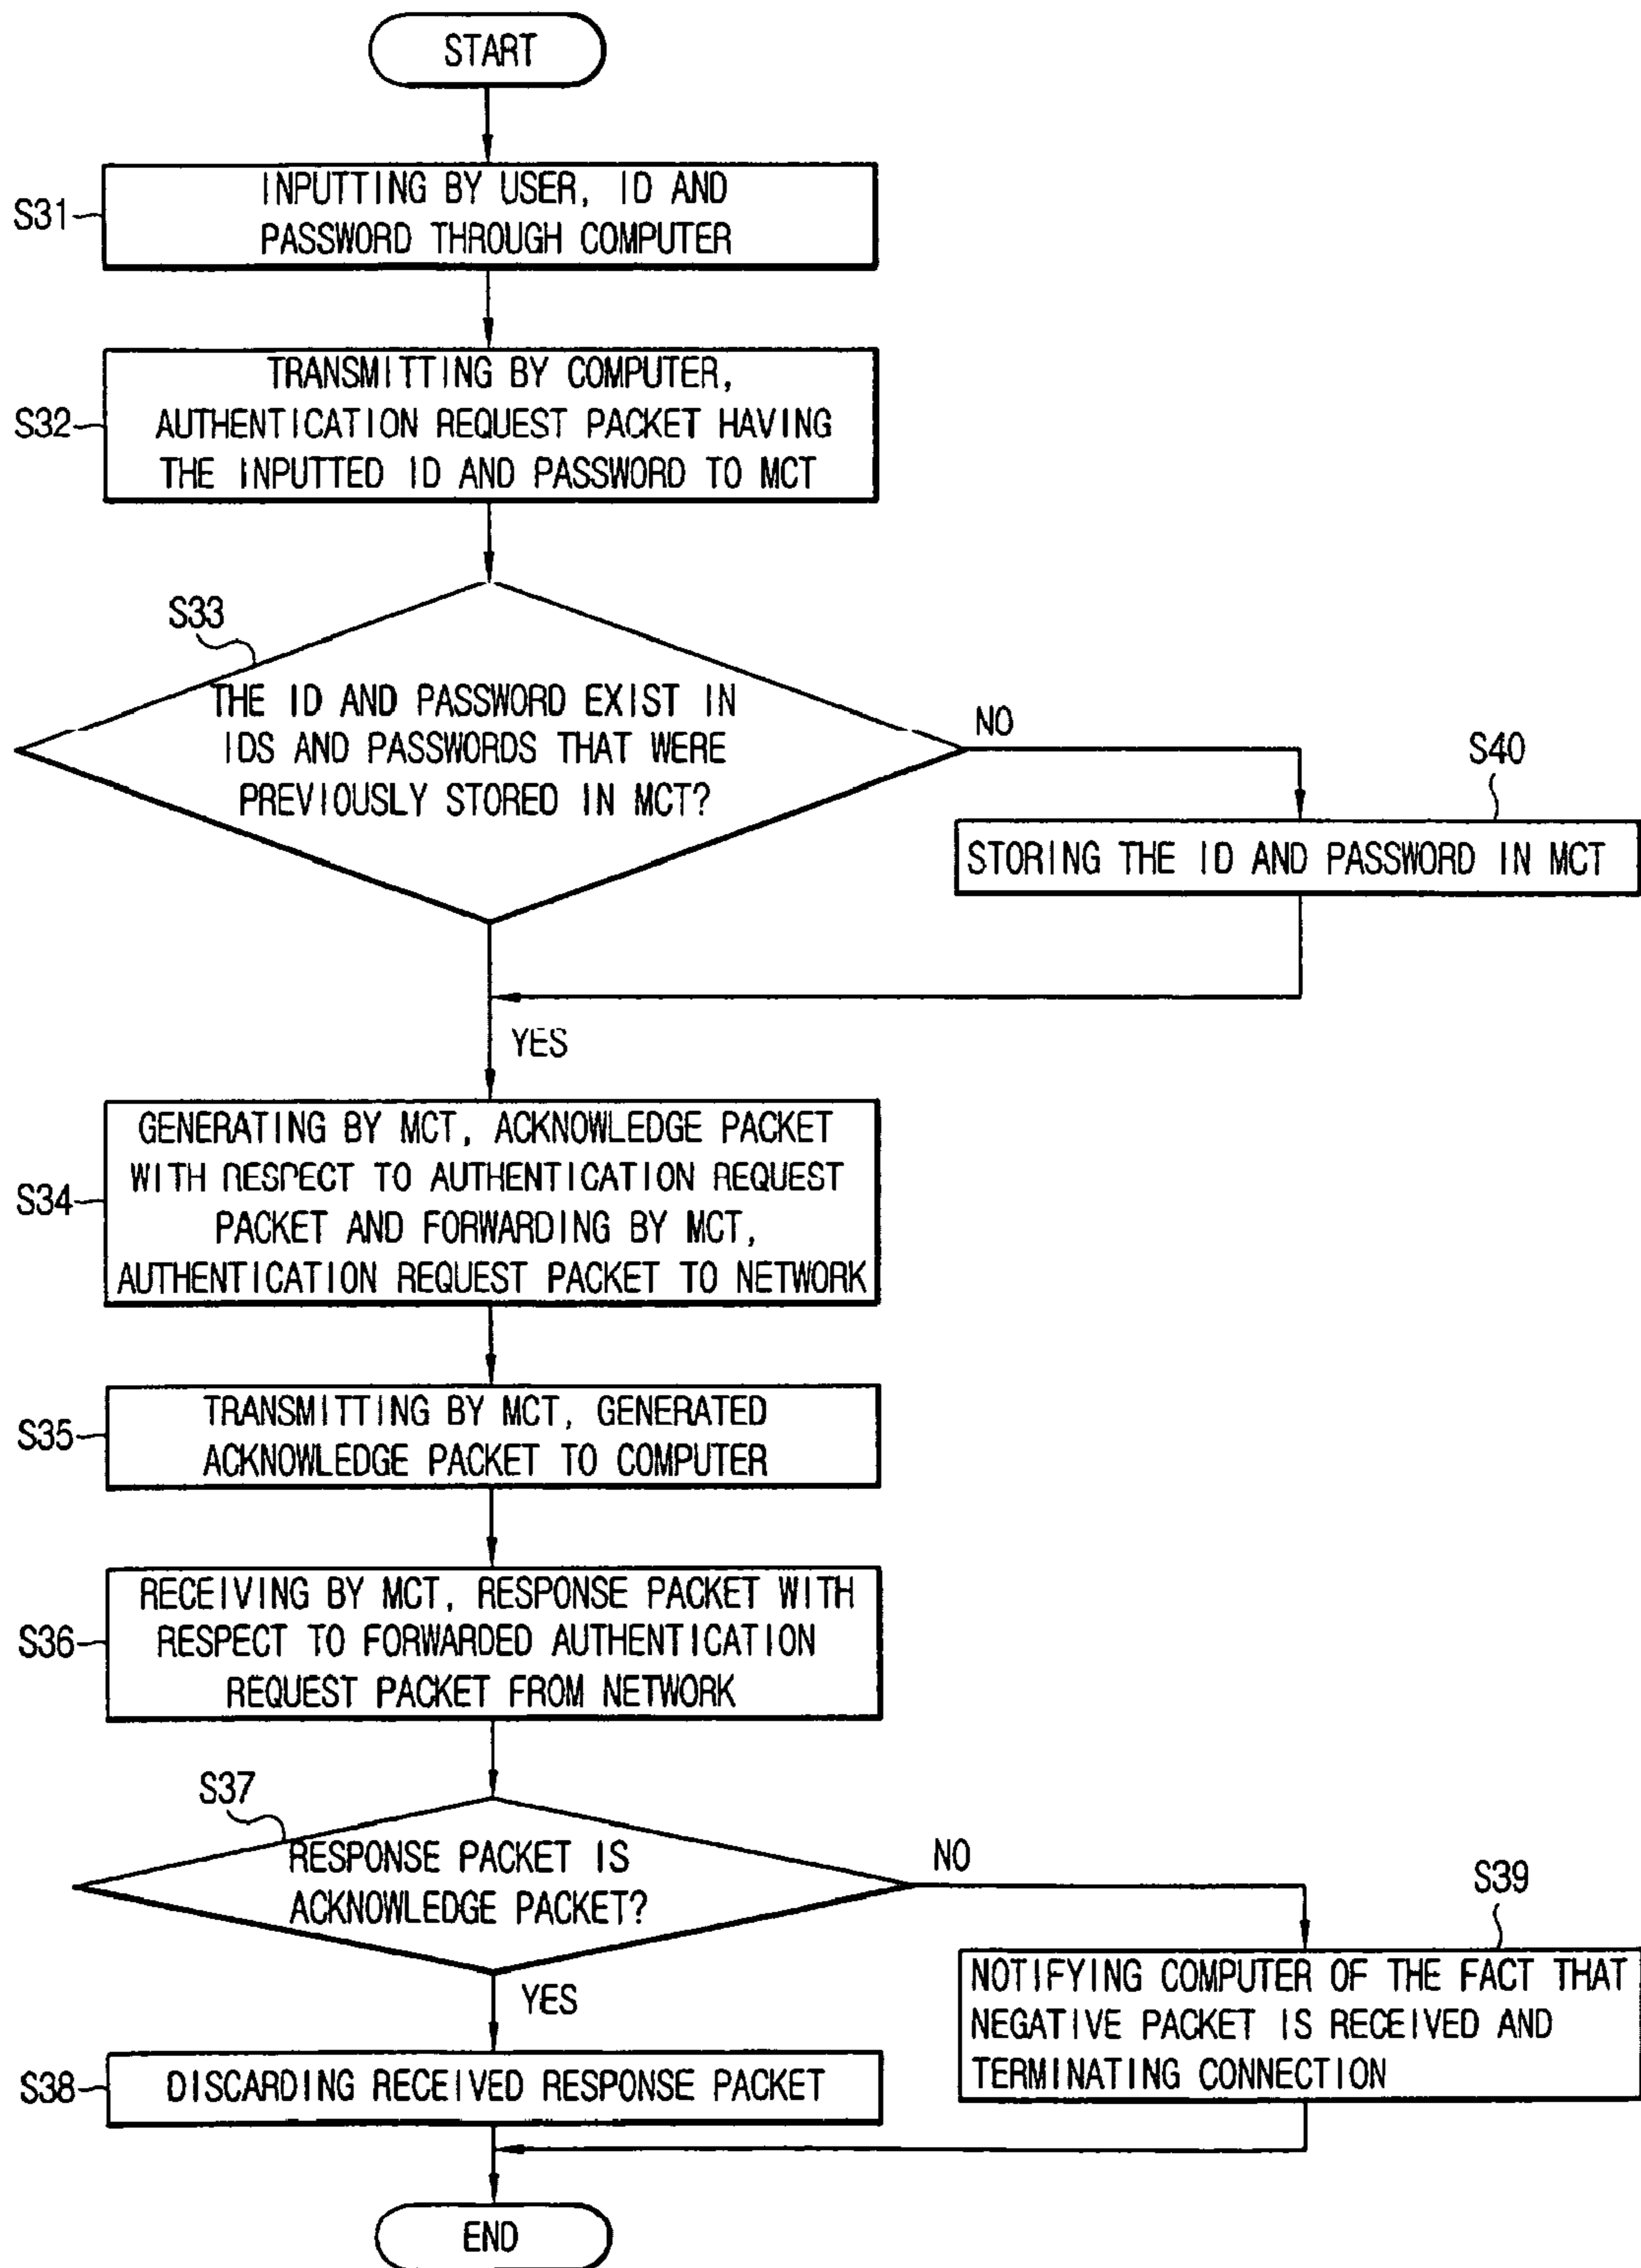 START
S31
INPUTTING BY USER, ID AND
PASSWORD THROUGH COMPUTER
S32
TRANSMITTING BY COMPUTER,
AUTHENTICATION REQUEST PACKET HAVING
THE INPUTTED ID AND PASSWORD TO MCT
S33
THE ID AND PASSWORD EXIST IN
IDS AND PASSWORDS THAT WERE
PREVIOUSLY STORED IN MCT?
NO
S40
STORING THE ID AND PASSWORD IN MCT
YES
S34
GENERATING BY MCT, ACKNOWLEDGE PACKET
WITH RESPECT TO AUTHENTICATION REQUEST
PACKET AND FORWARDING BY MCT,
AUTHENTICATION REQUEST PACKET TO NETWORK
S35
TRANSMITTING BY MCT, GENERATED
ACKNOWLEDGE PACKET TO COMPUTER
S36
RECEIVING BY MCT, RESPONSE PACKET WITH
RESPECT TO FORWARDED AUTHENTICATION
REQUEST PACKET FROM NETWORK
S37
RESPONSE PACKET IS
ACKNOWLEDGE PACKET?
NO
S39
NOTIFYING COMPUTER OF THE FACT THAT
NEGATIVE PACKET IS RECEIVED AND
TERMINATING CONNECTION
YES
S38
DISCARDING RECEIVED RESPONSE PACKET
END